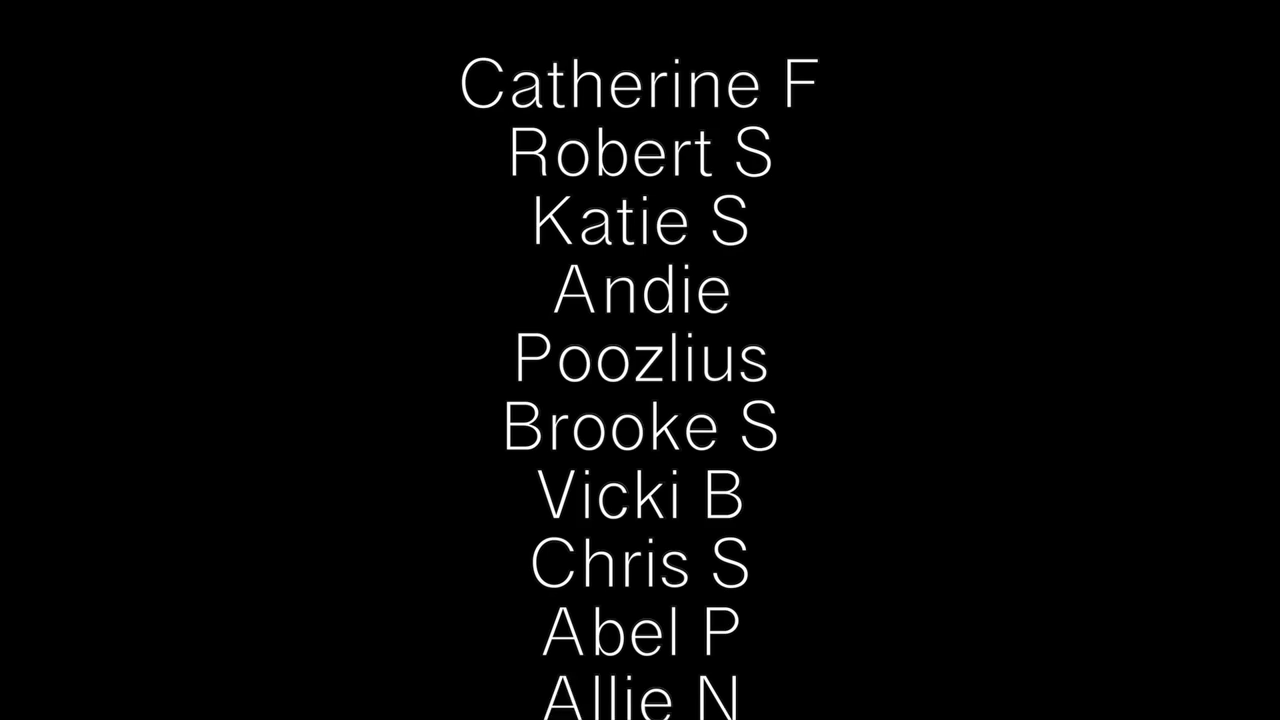 Catherine F
Robert S
Katie S
Andie
Poozlius
Brooke S
Vicki B
Chris S
Abel P
Allie N